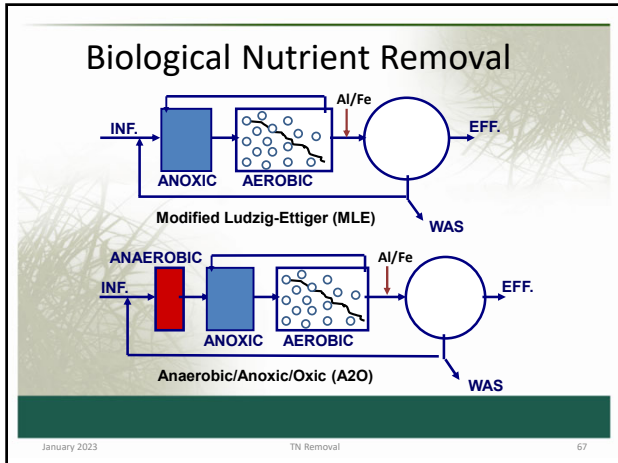 Biological Nutrient Removal
Al/Fe
INF.
EFF.
ANOXIC
AEROBIC
Modified Ludzig-Ettiger (MLE)
WAS
ANAEROBIC
Al/Fe
INF.
EFF.
ANOXIC
AEROBIC
Anaerobic/Anoxic/Oxic (A2O)
WAS
January 2023
TN Removal
67